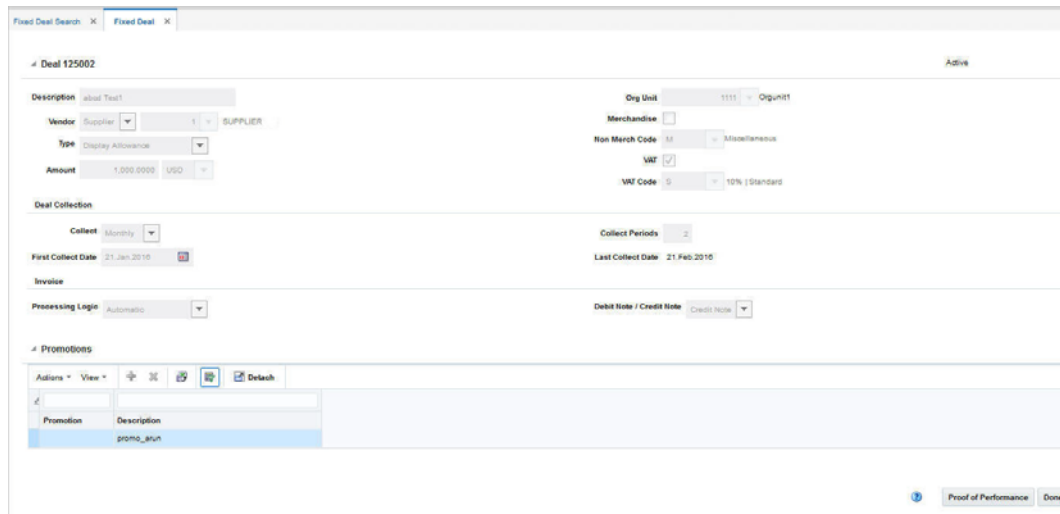 Fixed Deal Search × Fixed Deal ×
Deal 125002 Active
Description abcd Test1 Org Unit 1111 Orgunit1
Vendor Supplier 1 SUPPLIER Merchandise
Type Display Allowance Non Merch Code M Miscellaneous
Amount 1,000.0000 USD VAT
VAT Code S 10% | Standard
Deal Collection
Collect Monthly Collect Periods 2
First Collect Date 21.Jan.2016 Last Collect Date 21.Feb.2016
Invoice
Processing Logic Automatic Debit Note / Credit Note Credit Note
Promotions
Actions View Detach
Promotion Description
promo_arun
Proof of Performance Done